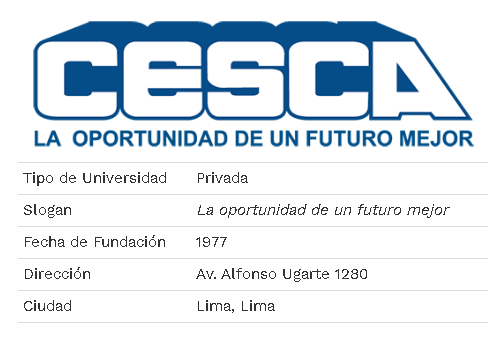 CESCA
LA OPORTUNIDAD DE UN FUTURO MEJOR
Tipo de Universidad Privada
Slogan La oportunidad de un futuro mejor
Fecha de Fundación 1977
Dirección Av. Alfonso Ugarte 1280
Ciudad Lima, Lima